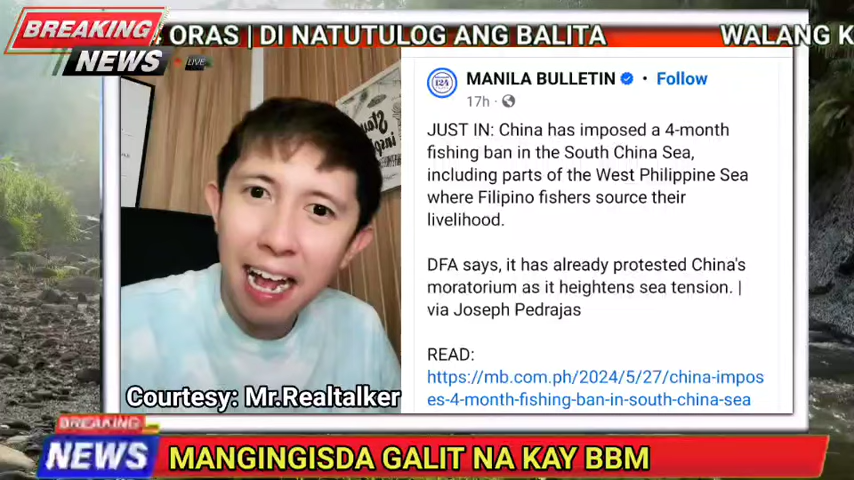 BREAKING
NEWS
LIVE
ORAS | DI NATUTULOG ANG BALITA
WALANG K
MANILA BULLETIN • Follow
17h •
JUST IN: China has imposed a 4-month
fishing ban in the South China Sea,
including parts of the West Philippine Sea
where Filipino fishers source their
livelihood.
DFA says, it has already protested China's
moratorium as it heightens sea tension. |
via Joseph Pedrajas
READ:
https://mb.com.ph/2024/5/27/china-impos
es-4-month-fishing-ban-in-south-china-sea
Stay
Courtesy: Mr.Realtalker
BREAKING
NEWS
MANGINGISDA GALIT NA KAY BBM